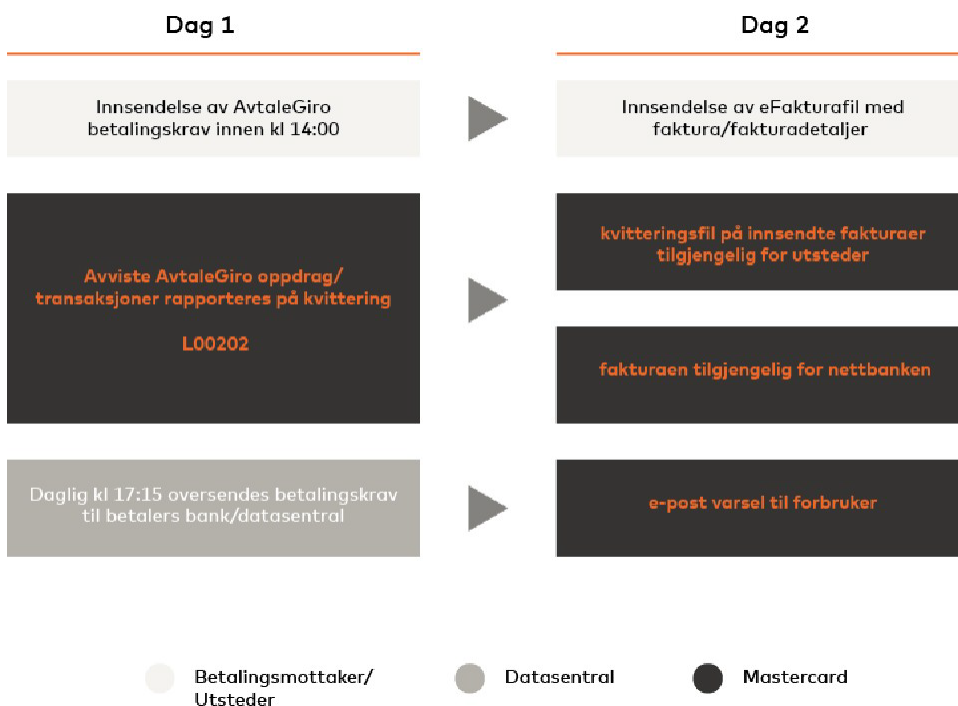 Dag 1
Innsendelse av AvtaleGiro
betalingskrav innen kl 14:00
Avviste AvtaleGiro oppdrag/
transaksjoner rapporteres på kvittering
L00202
Daglig kl 17:15 oversendes betalingskrav
til betalers bank/datasentral
Dag 2
Innsendelse av eFakturafil med
faktura/fakturadetaljer
kvitteringsfil på innsendte fakturaer
tilgjengelig for utsteder
fakturaen tilgjengelig for nettbanken
e-post varsel til forbruker
Betalingsmottaker/
Utsteder
Datasentral
Mastercard